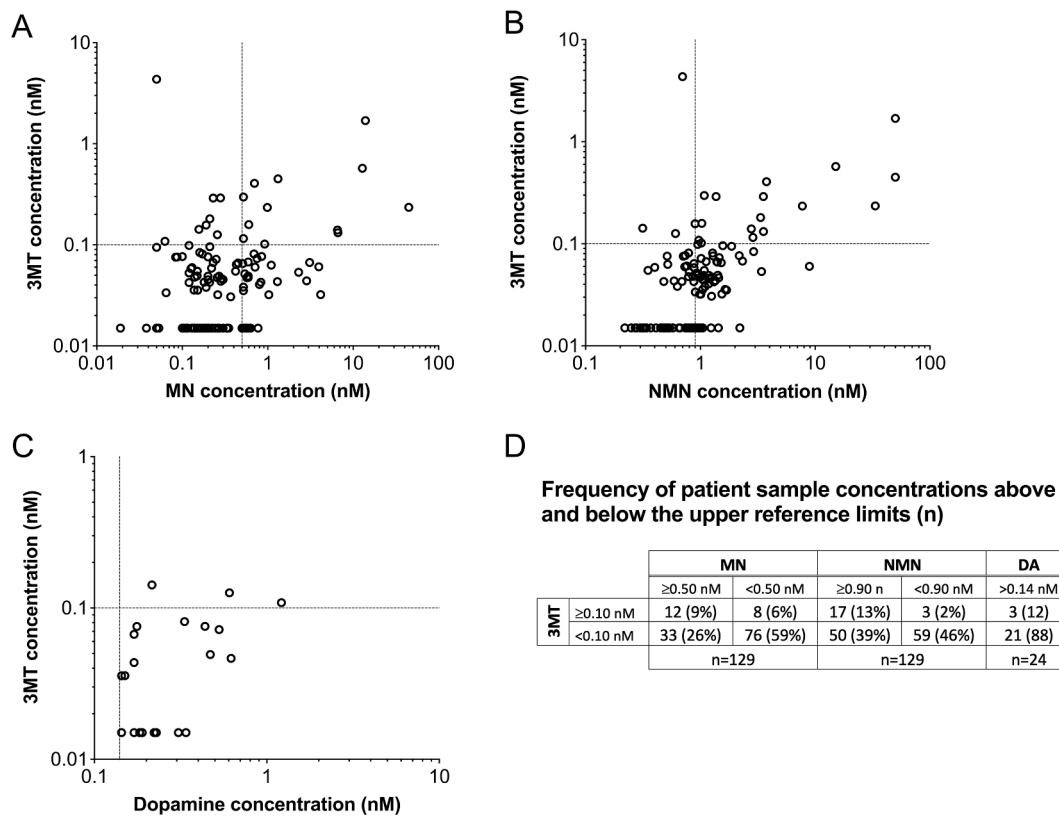 A
10
1
0.1
0.01
3MT concentration (nM)
0.01 0.1 1 10 100
MN concentration (nM)
B
10
1
0.1
0.01
3MT concentration (nM)
0.1 1 10 100
NMN concentration (nM)
C
1
0.1
0.01
3MT concentration (nM)
0.1 1 10
Dopamine concentration (nM)
D
Frequency of patient sample concentrations above
and below the upper reference limits (n)
MN NMN DA
≥0.50 nM <0.50 nM ≥0.90 n <0.90 nM >0.14 nM
3MT
≥0.10 nM 12 (9%) 8 (6%) 17 (13%) 3 (2%) 3 (12)
<0.10 nM 33 (26%) 76 (59%) 50 (39%) 59 (46%) 21 (88)
n=129 n=129 n=24